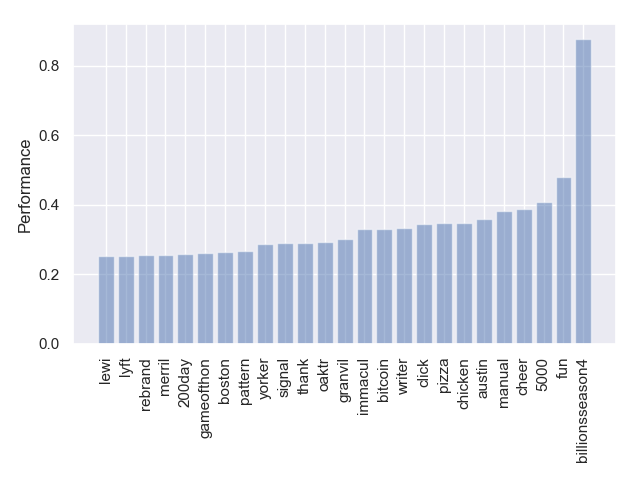 0.8
0.6
0.4
0.2
0.0
Performance
lewi
lyft
rebrand
merril
200day
gameofthon
boston
pattern
yorker
signal
thank
oaktr
granvil
immacul
bitcoin
writer
dick
pizza
chicken
austin
manual
cheer
5000
fun
billionsseason4